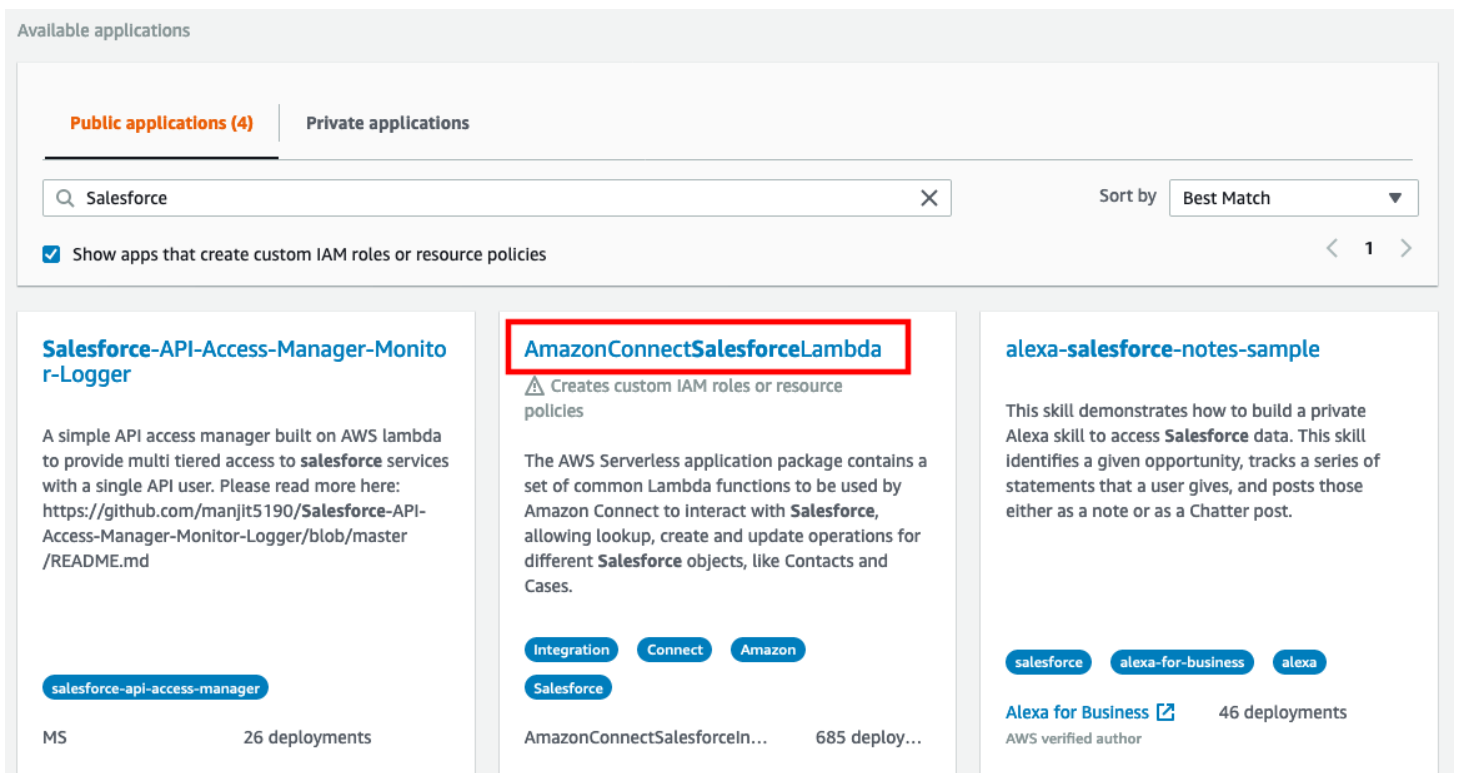 Available applications
Public applications (4)
Private applications
Salesforce
Sort by
Best Match
Show apps that create custom IAM roles or resource policies
1
Salesforce-API-Access-Manager-Monito
r-Logger
A simple API access manager built on AWS lambda
to provide multi tiered access to salesforce services
with a single API user. Please read more here:
https://github.com/manjit5190/Salesforce-API-
Access-Manager-Monitor-Logger/blob/master
/README.md
salesforce-api-access-manager
MS
26 deployments
AmazonConnectSalesforceLambda
Creates custom IAM roles or resource
policies
The AWS Serverless application package contains a
set of common Lambda functions to be used by
Amazon Connect to interact with Salesforce,
allowing lookup, create and update operations for
different Salesforce objects, like Contacts and
Cases.
Integration
Connect
Amazon
Salesforce
AmazonConnectSalesforceIn...
685 deploy...
alexa-salesforce-notes-sample
This skill demonstrates how to build a private
Alexa skill to access Salesforce data. This skill
identifies a given opportunity, tracks a series of
statements that a user gives, and posts those
either as a note or as a Chatter post.
salesforce
alexa-for-business
alexa
Alexa for Business
46 deployments
AWS verified author